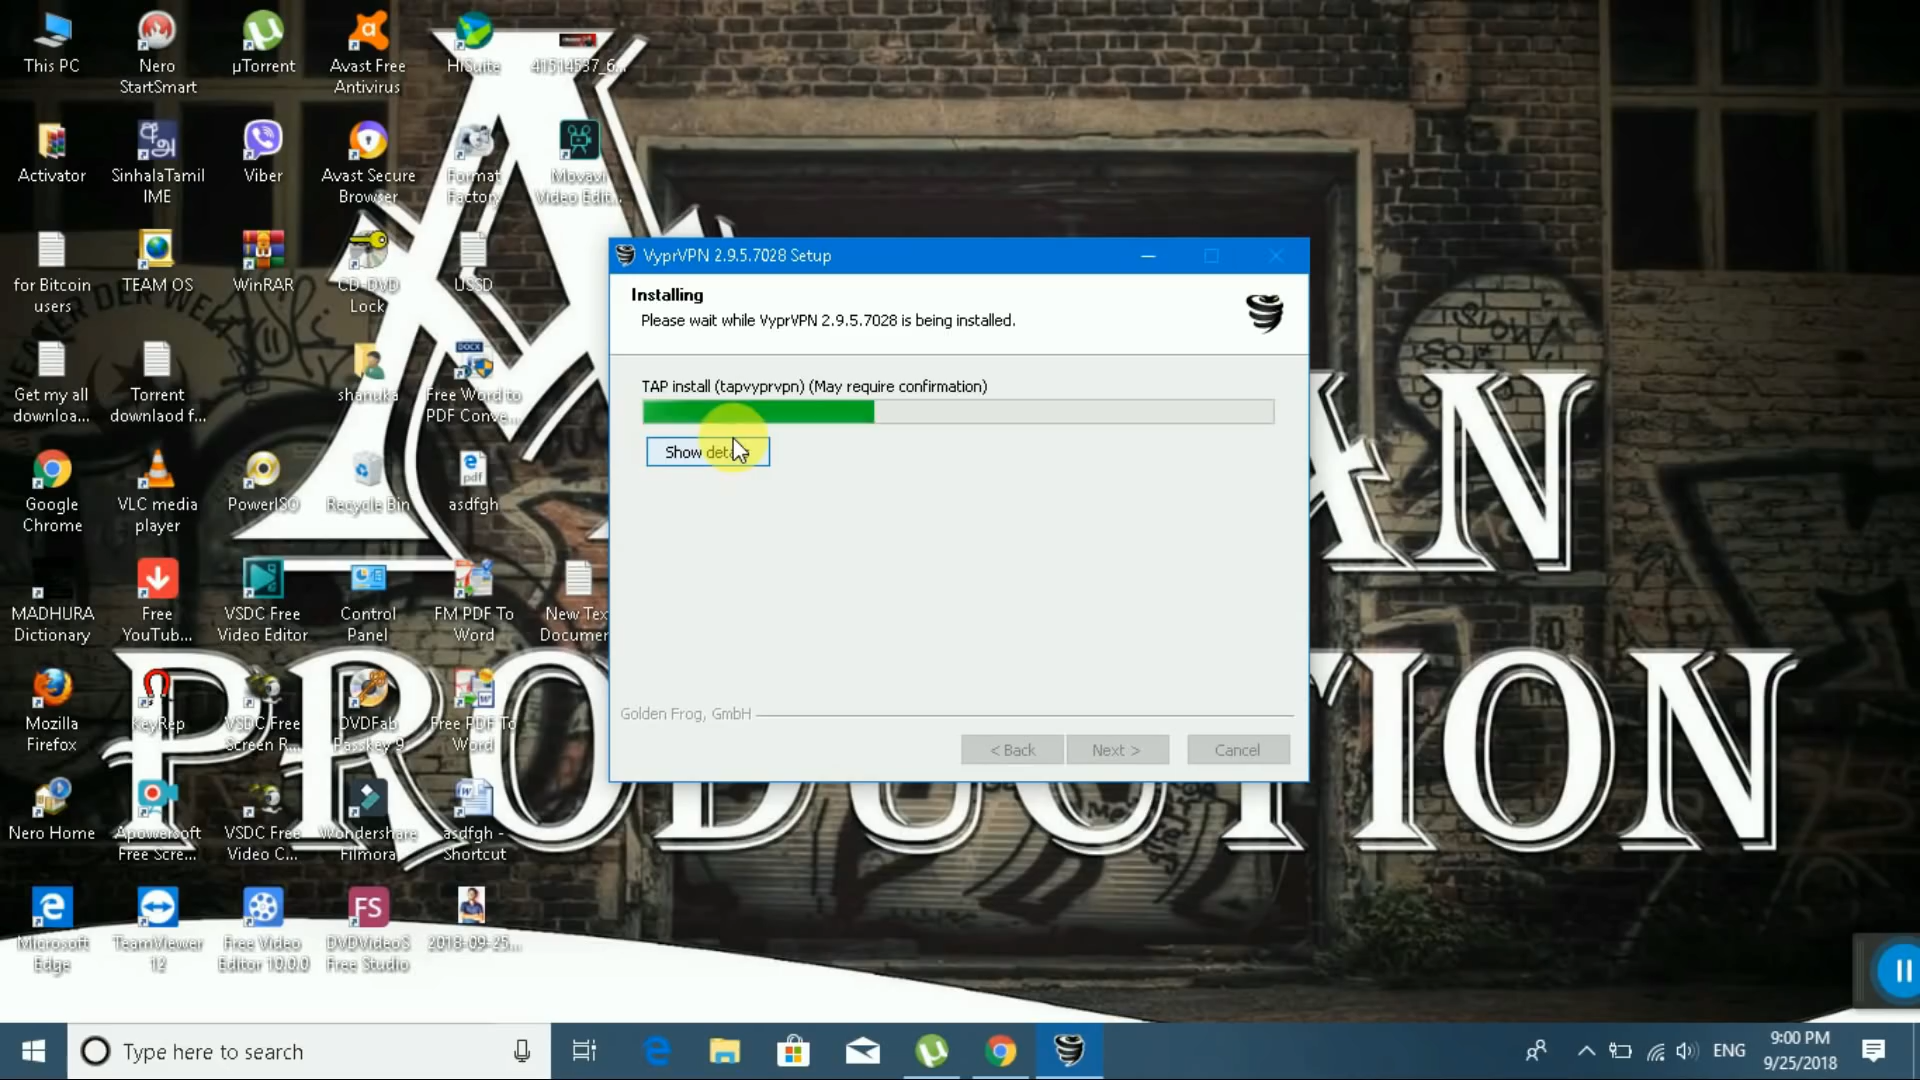 This PC
Nero
StartSmart
µTorrent
Avast Free
Antivirus
HiSuite
41514537_6...
Activator
SinhalaTamil
IME
Viber
Avast Secure
Browser
Format
Factory
Movavi
Video Edit...
for Bitcoin
users
TEAM OS
WinRAR
CD-DVD
Lock
USSD
Get my all
downloa...
Torrent
downlaod f...
shanuka
Free Word to
PDF Conve...
Google
Chrome
VLC media
player
PowerISO
Recycle Bin
asdfgh
MADHURA
Dictionary
Free
YouTub...
VSDC Free
Video Editor
Control
Panel
FM PDF To
Word
New Tex
Documen
Mozilla
Firefox
KeyRep
VSDC Free
Screen R...
DVDFab
Passkey 9
Free PDF To
Word
Nero Home
Apowersoft
Free Scre...
VSDC Free
Video C...
Wondershare
Filmora
asdfgh -
Shortcut
Microsoft
Edge
TeamViewer
12
Free Video
Editor 10.0.0
DVDVideoS
Free Studio
2018-09-25...
VyprVPN 2.9.5.7028 Setup
Installing
Please wait while VyprVPN 2.9.5.7028 is being installed.
TAP install (tapvyprvpn) (May require confirmation)
Show details
Golden Frog, GmbH
< Back
Next >
Cancel
AN
PRODUCTION
Type here to search
ENG
9:00 PM
9/25/2018